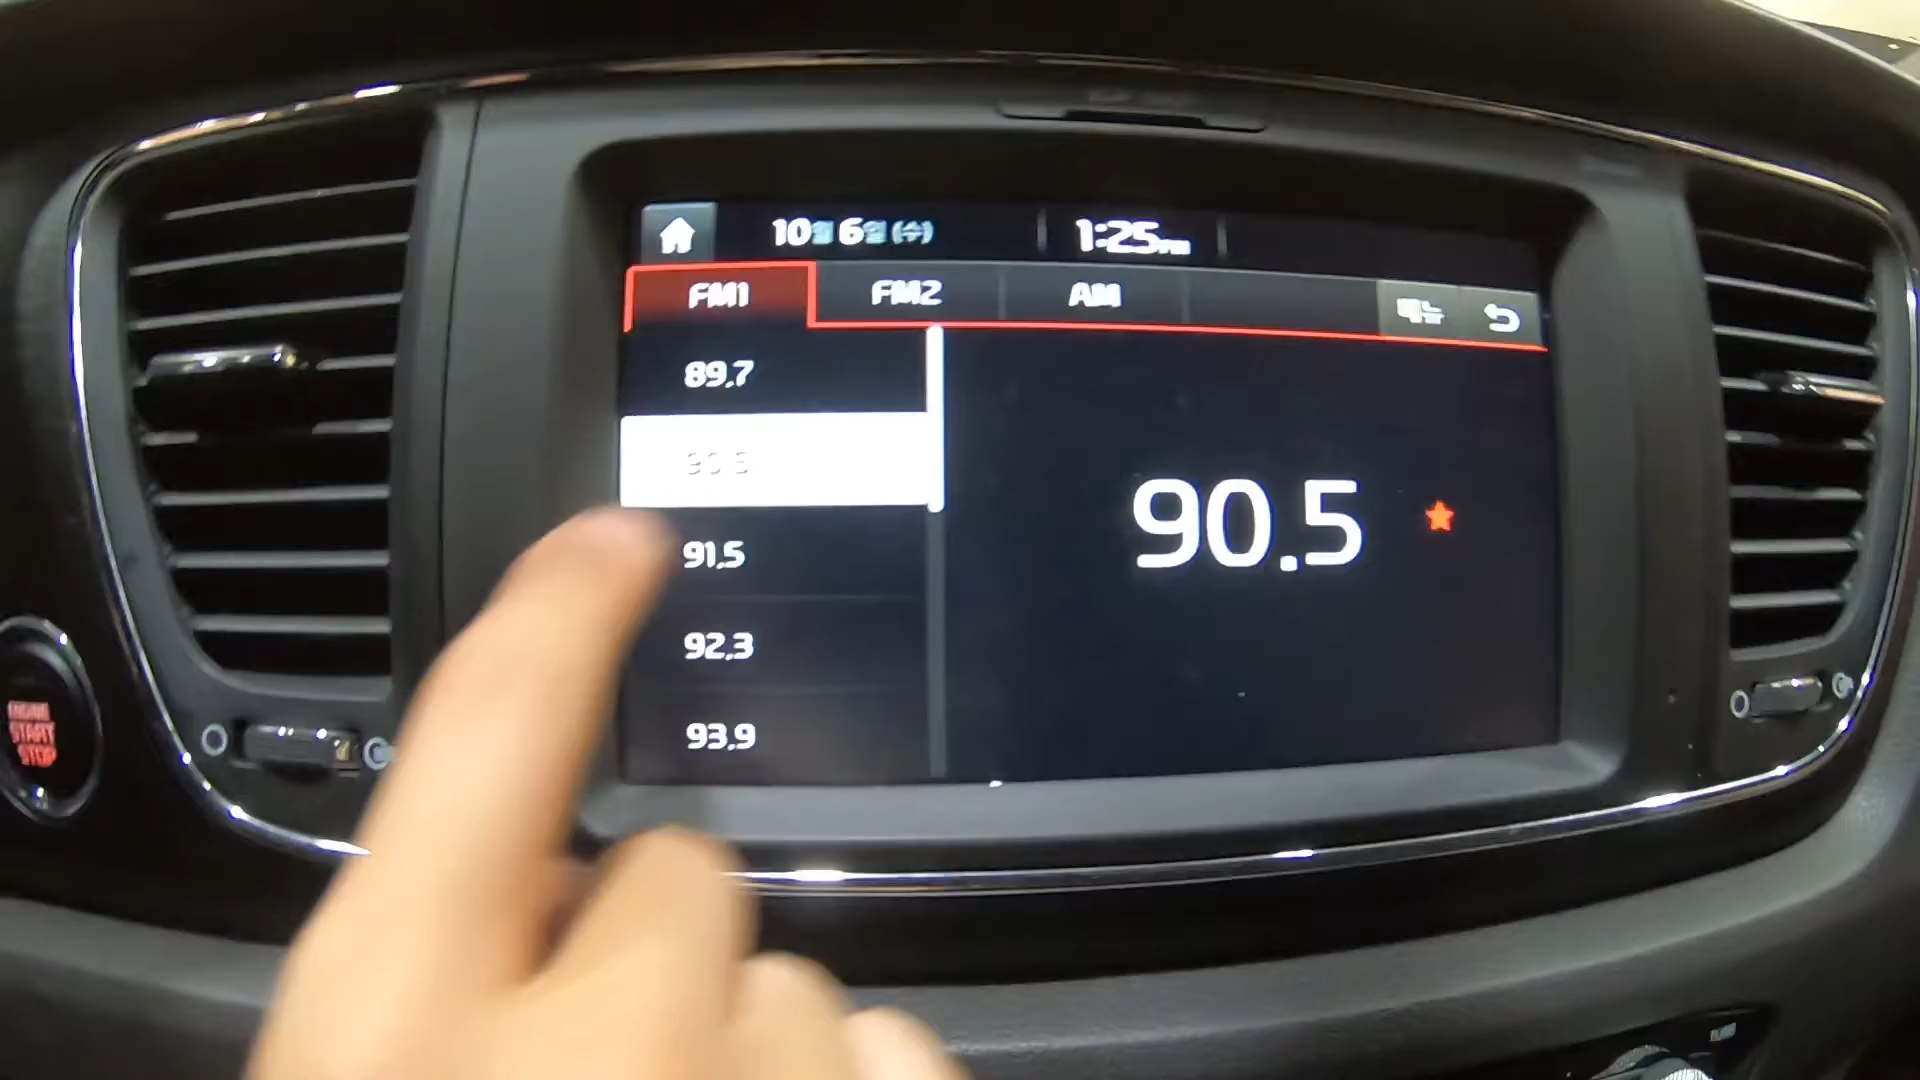 10월 6일 (수) 1:25PM
FM1 FM2 AM 메뉴
89.7
90.5
91.5
92.3
93.9
90.5
ENGINE
START
STOP